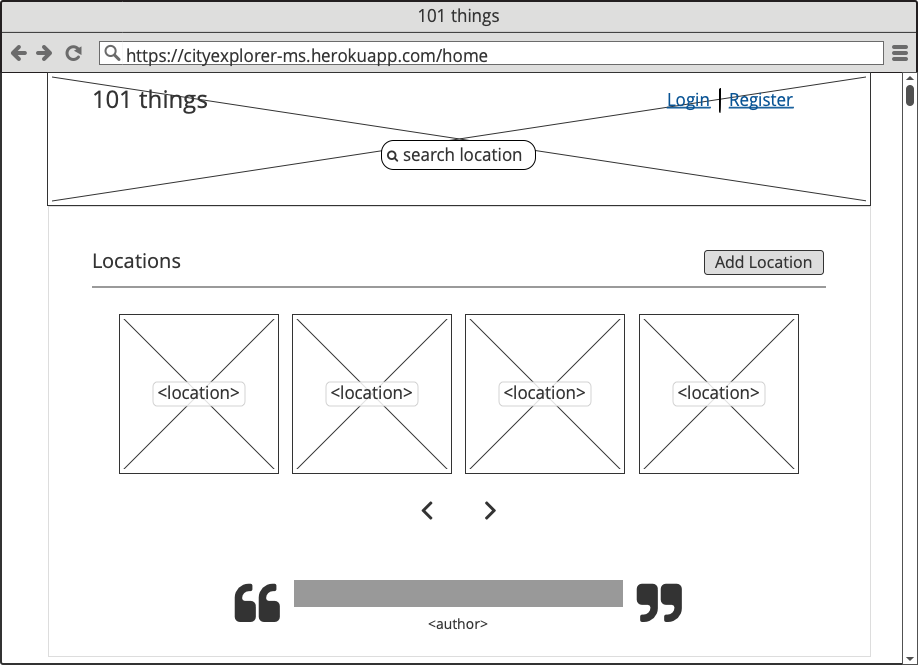 101 things
https://cityexplorer-ms.herokuapp.com/home
101 things
Login | Register
search location
Locations
Add Location
<location> <location> <location> <location>
<author>